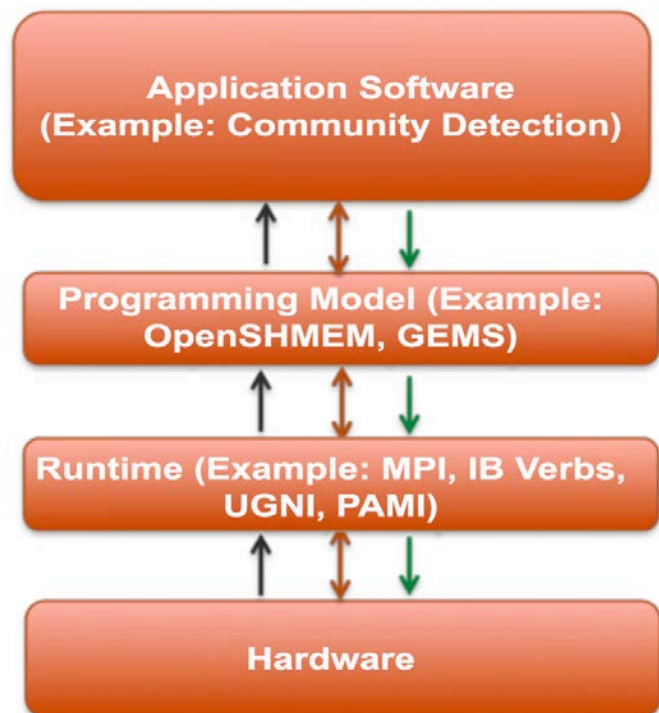 Application Software
(Example: Community Detection)
Programming Model (Example:
OpenSHMEM, GEMS)
Runtime (Example: MPI, IB Verbs,
UGNI, PAMI)
Hardware